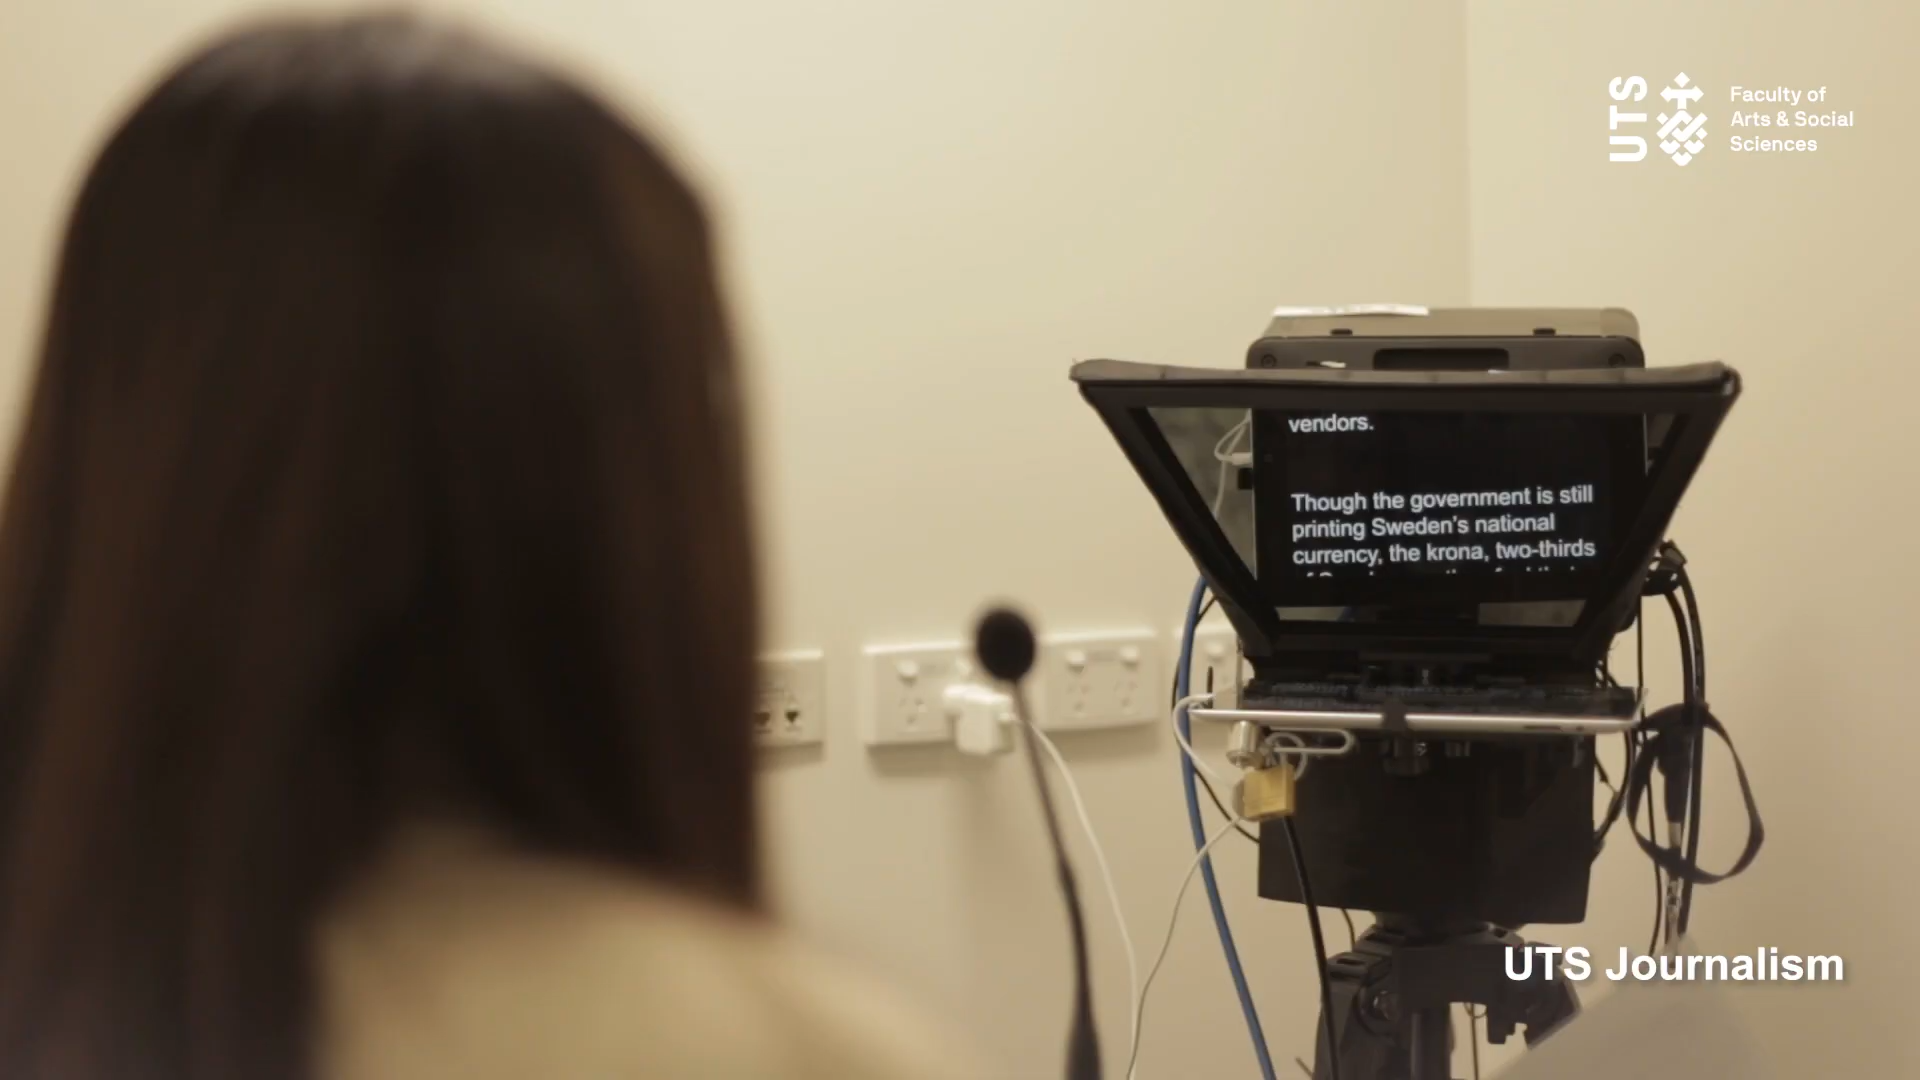 UTS
Faculty of
Arts & Social
Sciences
vendors.
Though the government is still
printing Sweden's national
currency, the krona, two-thirds
UTS Journalism